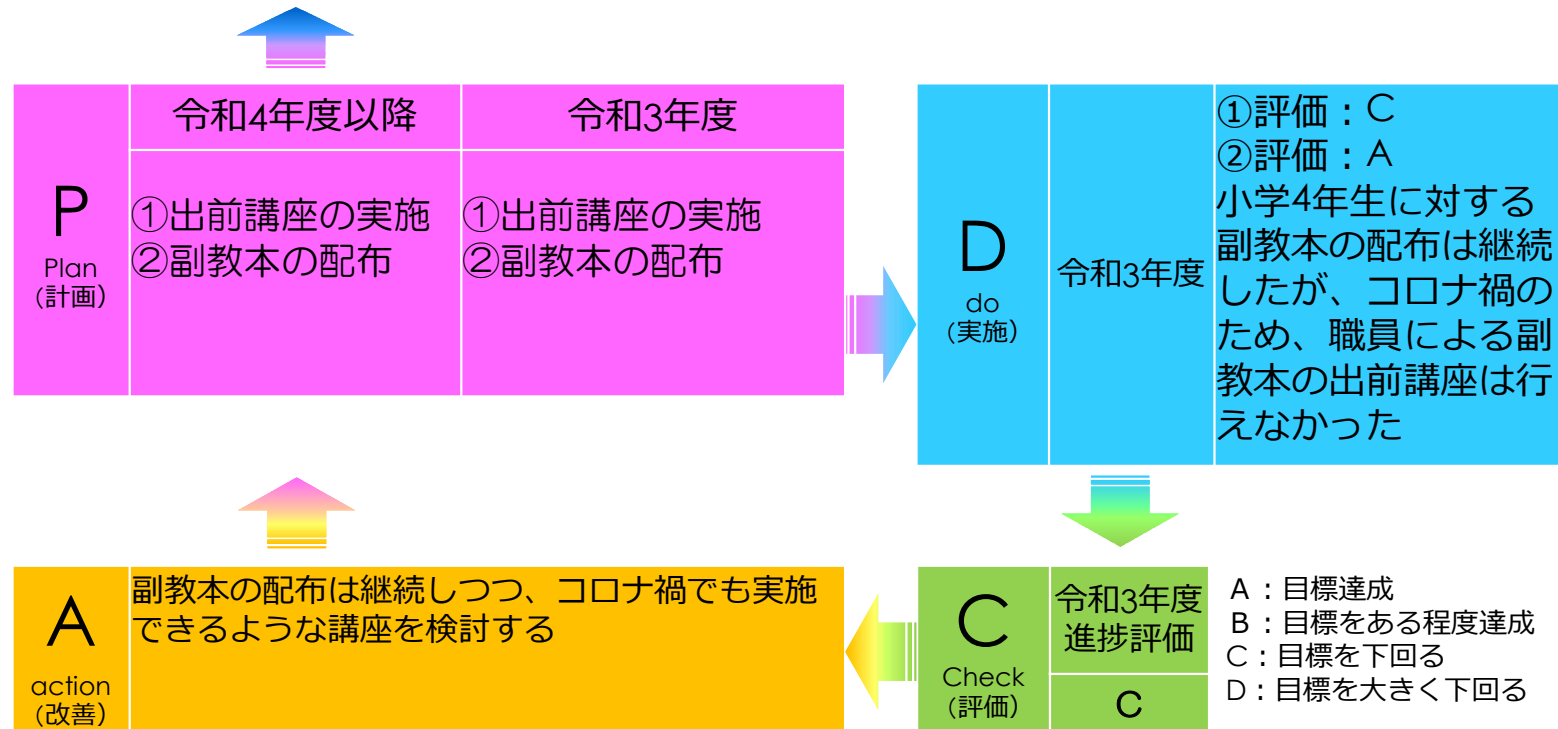 P
Plan
(計画)
令和4年度以降
令和3年度
①出前講座の実施
②副教本の配布
①出前講座の実施
②副教本の配布
D
do
(実施)
令和3年度
①評価：C
②評価：A
小学4年生に対する
副教本の配布は継続
したが、コロナ禍の
ため、職員による副
教本の出前講座は行
えなかった
A
action
(改善)
副教本の配布は継続しつつ、コロナ禍でも実施
できるような講座を検討する
C
Check
(評価)
令和3年度
進捗評価
C
A：目標達成
B：目標をある程度達成
C：目標を下回る
D：目標を大きく下回る